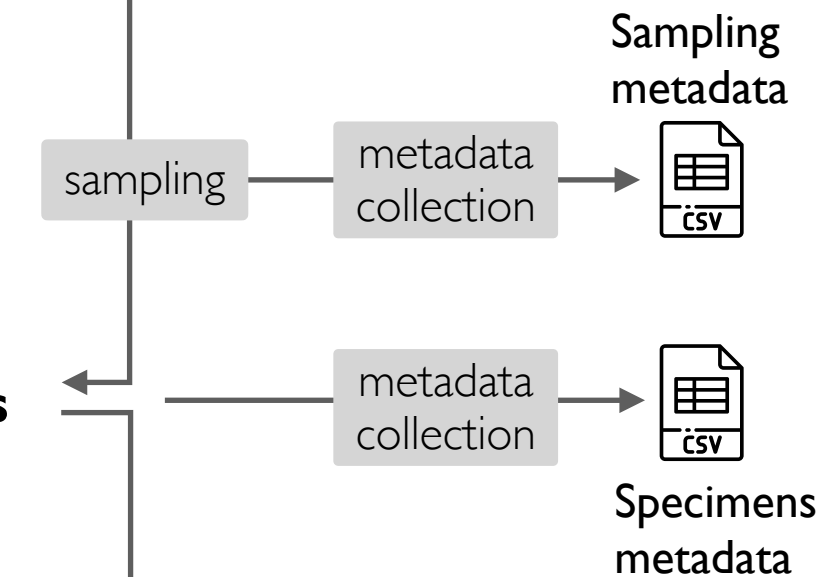 Sampling
metadata
sampling
metadata
collection
CSV
s
metadata
collection
CSV
Specimens
metadata